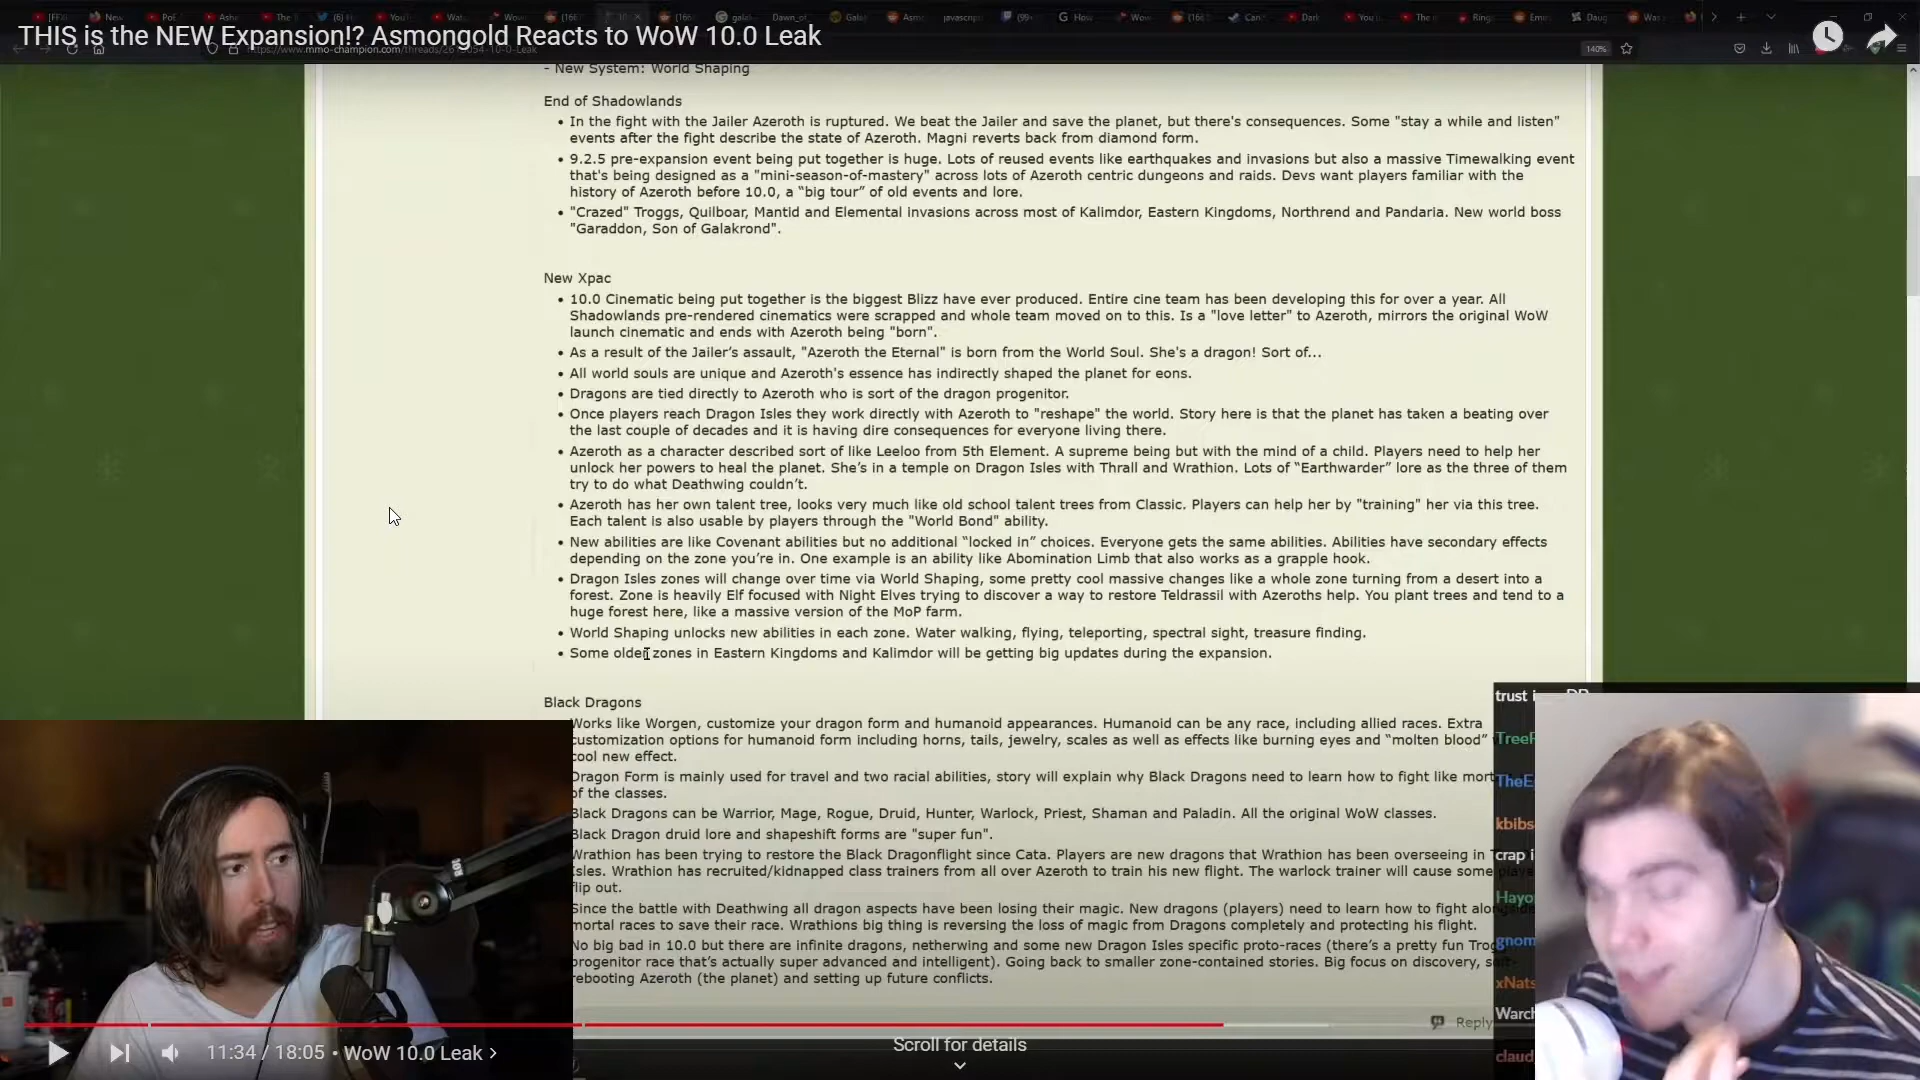 THIS is the NEW Expansion!? Asmongold Reacts to WoW 10.0 Leak
140%
- New System: World Shaping
End of Shadowlands
• In the fight with the Jailer Azeroth is ruptured. We beat the Jailer and save the planet, but there's consequences. Some "stay a while and listen"
events after the fight describe the state of Azeroth. Magni reverts back from diamond form.
• 9.2.5 pre-expansion event being put together is huge. Lots of reused events like earthquakes and invasions but also a massive Timewalking event
that's being designed as a "mini-season-of-mastery" across lots of Azeroth centric dungeons and raids. Devs want players familiar with the
history of Azeroth before 10.0, a “big tour” of old events and lore.
• "Crazed" Troggs, Quilboar, Mantid and Elemental invasions across most of Kalimdor, Eastern Kingdoms, Northrend and Pandaria. New world boss
"Garaddon, Son of Galakrond".
New Xpac
• 10.0 Cinematic being put together is the biggest Blizz have ever produced. Entire cine team has been developing this for over a year. All
Shadowlands pre-rendered cinematics were scrapped and whole team moved on to this. Is a "love letter" to Azeroth, mirrors the original WoW
launch cinematic and ends with Azeroth being "born".
• As a result of the Jailer’s assault, "Azeroth the Eternal" is born from the World Soul. She's a dragon! Sort of...
• All world souls are unique and Azeroth's essence has indirectly shaped the planet for eons.
• Dragons are tied directly to Azeroth who is sort of the dragon progenitor.
• Once players reach Dragon Isles they work directly with Azeroth to "reshape" the world. Story here is that the planet has taken a beating over
the last couple of decades and it is having dire consequences for everyone living there.
• Azeroth as a character described sort of like Leeloo from 5th Element. A supreme being but with the mind of a child. Players need to help her
unlock her powers to heal the planet. She’s in a temple on Dragon Isles with Thrall and Wrathion. Lots of “Earthwarder” lore as the three of them
try to do what Deathwing couldn’t.
• Azeroth has her own talent tree, looks very much like old school talent trees from Classic. Players can help her by "training" her via this tree.
Each talent is also usable by players through the "World Bond" ability.
• New abilities are like Covenant abilities but no additional “locked in” choices. Everyone gets the same abilities. Abilities have secondary effects
depending on the zone you’re in. One example is an ability like Abomination Limb that also works as a grapple hook.
• Dragon Isles zones will change over time via World Shaping, some pretty cool massive changes like a whole zone turning from a desert into a
forest. Zone is heavily Elf focused with Night Elves trying to discover a way to restore Teldrassil with Azeroths help. You plant trees and tend to a
huge forest here, like a massive version of the MoP farm.
• World Shaping unlocks new abilities in each zone. Water walking, flying, teleporting, spectral sight, treasure finding.
• Some older zones in Eastern Kingdoms and Kalimdor will be getting big updates during the expansion.
Black Dragons
Works like Worgen, customize your dragon form and humanoid appearances. Humanoid can be any race, including allied races. Extra
customization options for humanoid form including horns, tails, jewelry, scales as well as effects like burning eyes and “molten blood”
cool new effect.
Dragon Form is mainly used for travel and two racial abilities, story will explain why Black Dragons need to learn how to fight like mort
of the classes.
Black Dragons can be Warrior, Mage, Rogue, Druid, Hunter, Warlock, Priest, Shaman and Paladin. All the original WoW classes.
Black Dragon druid lore and shapeshift forms are "super fun".
Wrathion has been trying to restore the Black Dragonflight since Cata. Players are new dragons that Wrathion has been overseeing in
Isles. Wrathion has recruited/kidnapped class trainers from all over Azeroth to train his new flight. The warlock trainer will cause some
flip out.
Since the battle with Deathwing all dragon aspects have been losing their magic. New dragons (players) need to learn how to fight
mortal races to save their race. Wrathions big thing is reversing the loss of magic from Dragons completely and protecting his flight.
No big bad in 10.0 but there are infinite dragons, netherwing and some new Dragon Isles specific proto-races (there’s a pretty fun Trog
progenitor race that’s actually super advanced and intelligent). Going back to smaller zone-contained stories. Big focus on discovery,
rebooting Azeroth (the planet) and setting up future conflicts.
Reply
trust
TreeF
TheE
kbibs
crap i
Hayo
gnom
xNats
Warch
claud
11:34 / 18:05 • WoW 10.0 Leak
Scroll for details